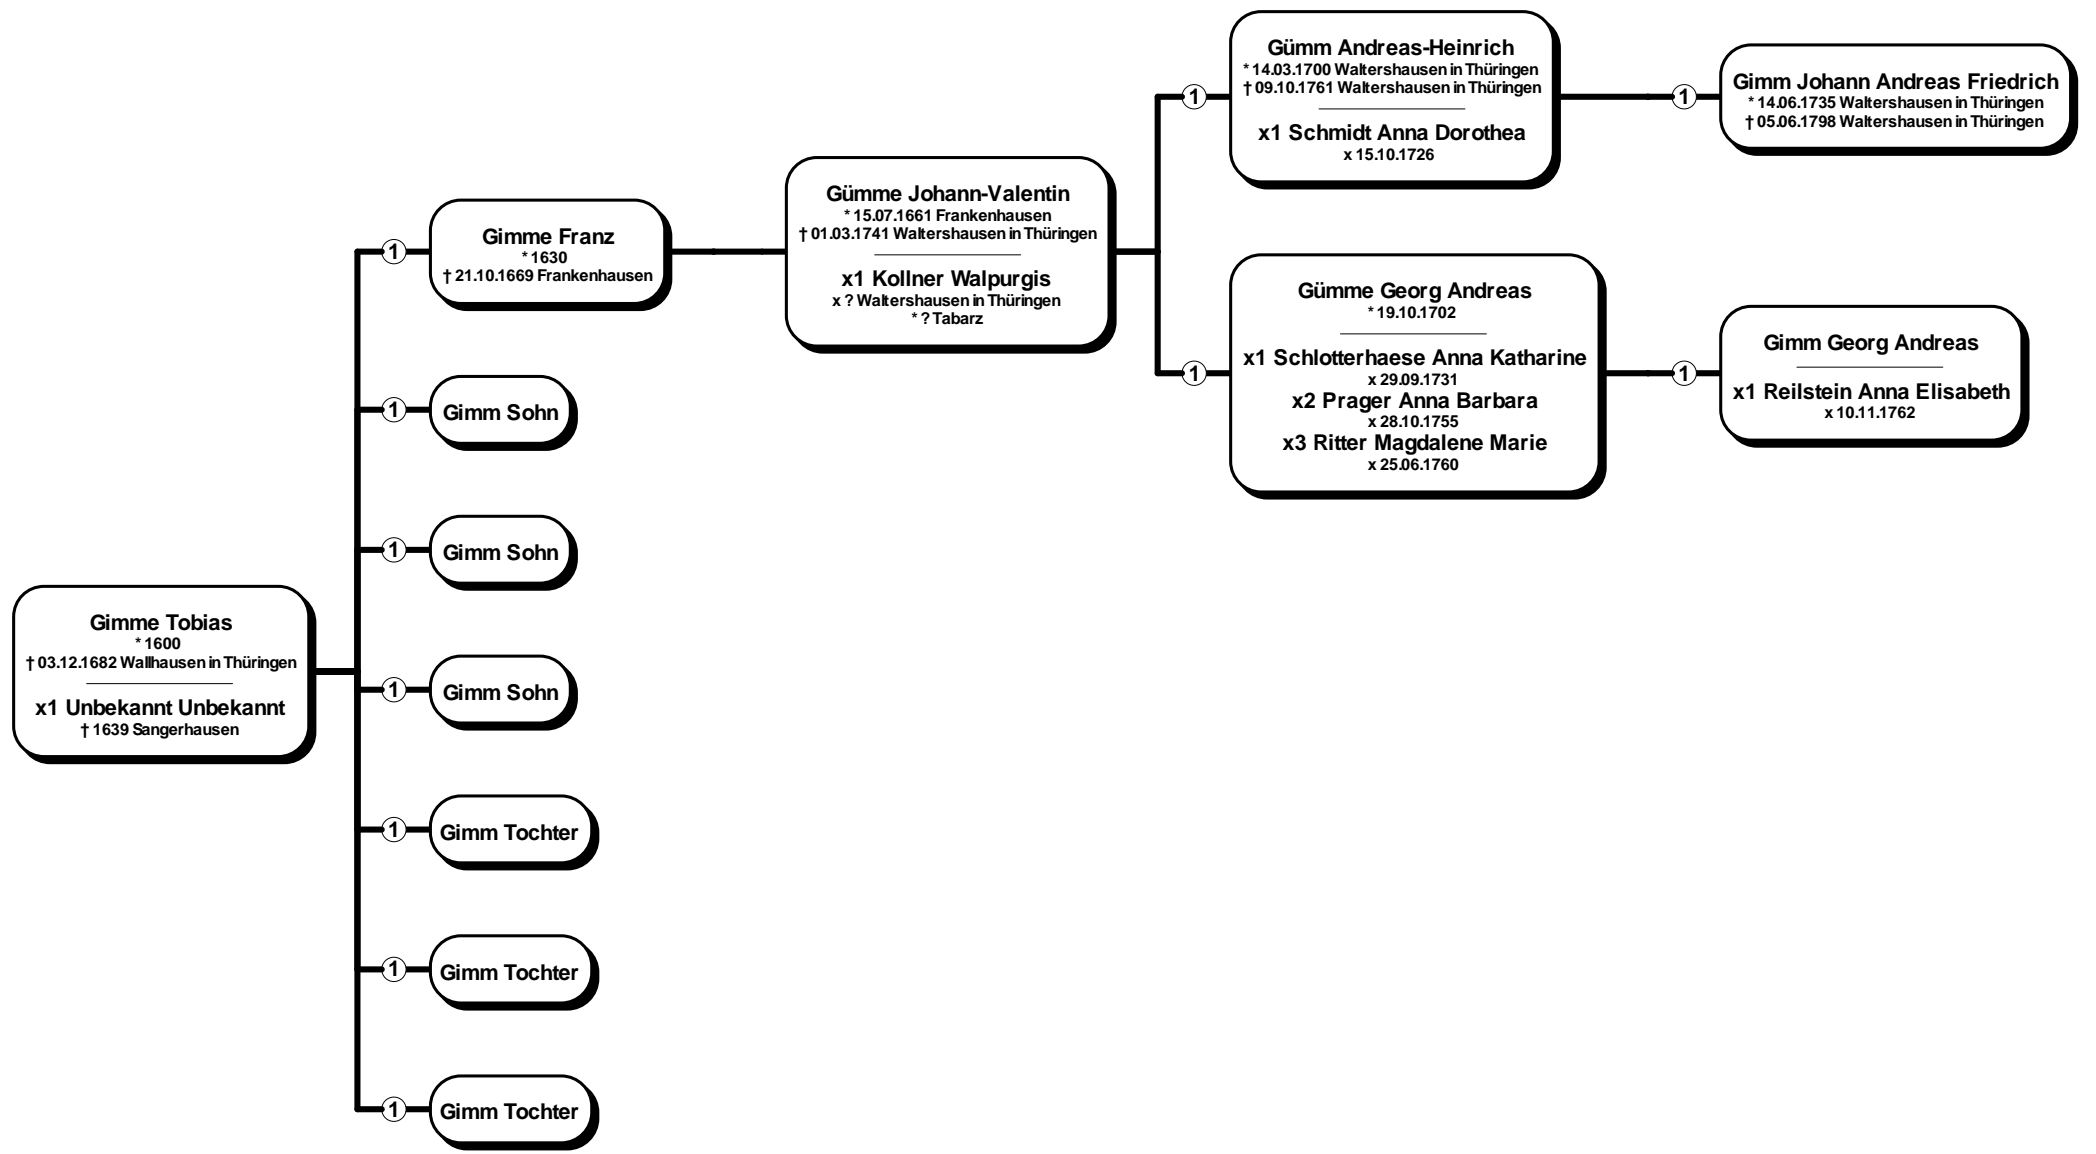 Gimme Tobias
* 1600
† 03.12.1682 Wallhausen in Thüringen
x1 Unbekannt Unbekannt
† 1639 Sangerhausen
1
Gimme Franz
* 1630
† 21.10.1669 Frankenhausen
1
Gimm Sohn
1
Gimm Sohn
1
Gimm Sohn
1
Gimm Tochter
1
Gimm Tochter
1
Gimm Tochter
Gümme Johann-Valentin
* 15.07.1661 Frankenhausen
† 01.03.1741 Waltershausen in Thüringen
x1 Kollner Walpurgis
x ? Waltershausen in Thüringen
* ? Tabarz
1
Gümm Andreas-Heinrich
* 14.03.1700 Waltershausen in Thüringen
† 09.10.1761 Waltershausen in Thüringen
x1 Schmidt Anna Dorothea
x 15.10.1726
1
Gümme Georg Andreas
* 19.10.1702
x1 Schlotterhaese Anna Katharine
x 29.09.1731
x2 Prager Anna Barbara
x 28.10.1755
x3 Ritter Magdalene Marie
x 25.06.1760
1
Gimm Johann Andreas Friedrich
* 14.06.1735 Waltershausen in Thüringen
† 05.06.1798 Waltershausen in Thüringen
1
Gimm Georg Andreas
x1 Reilstein Anna Elisabeth
x 10.11.1762